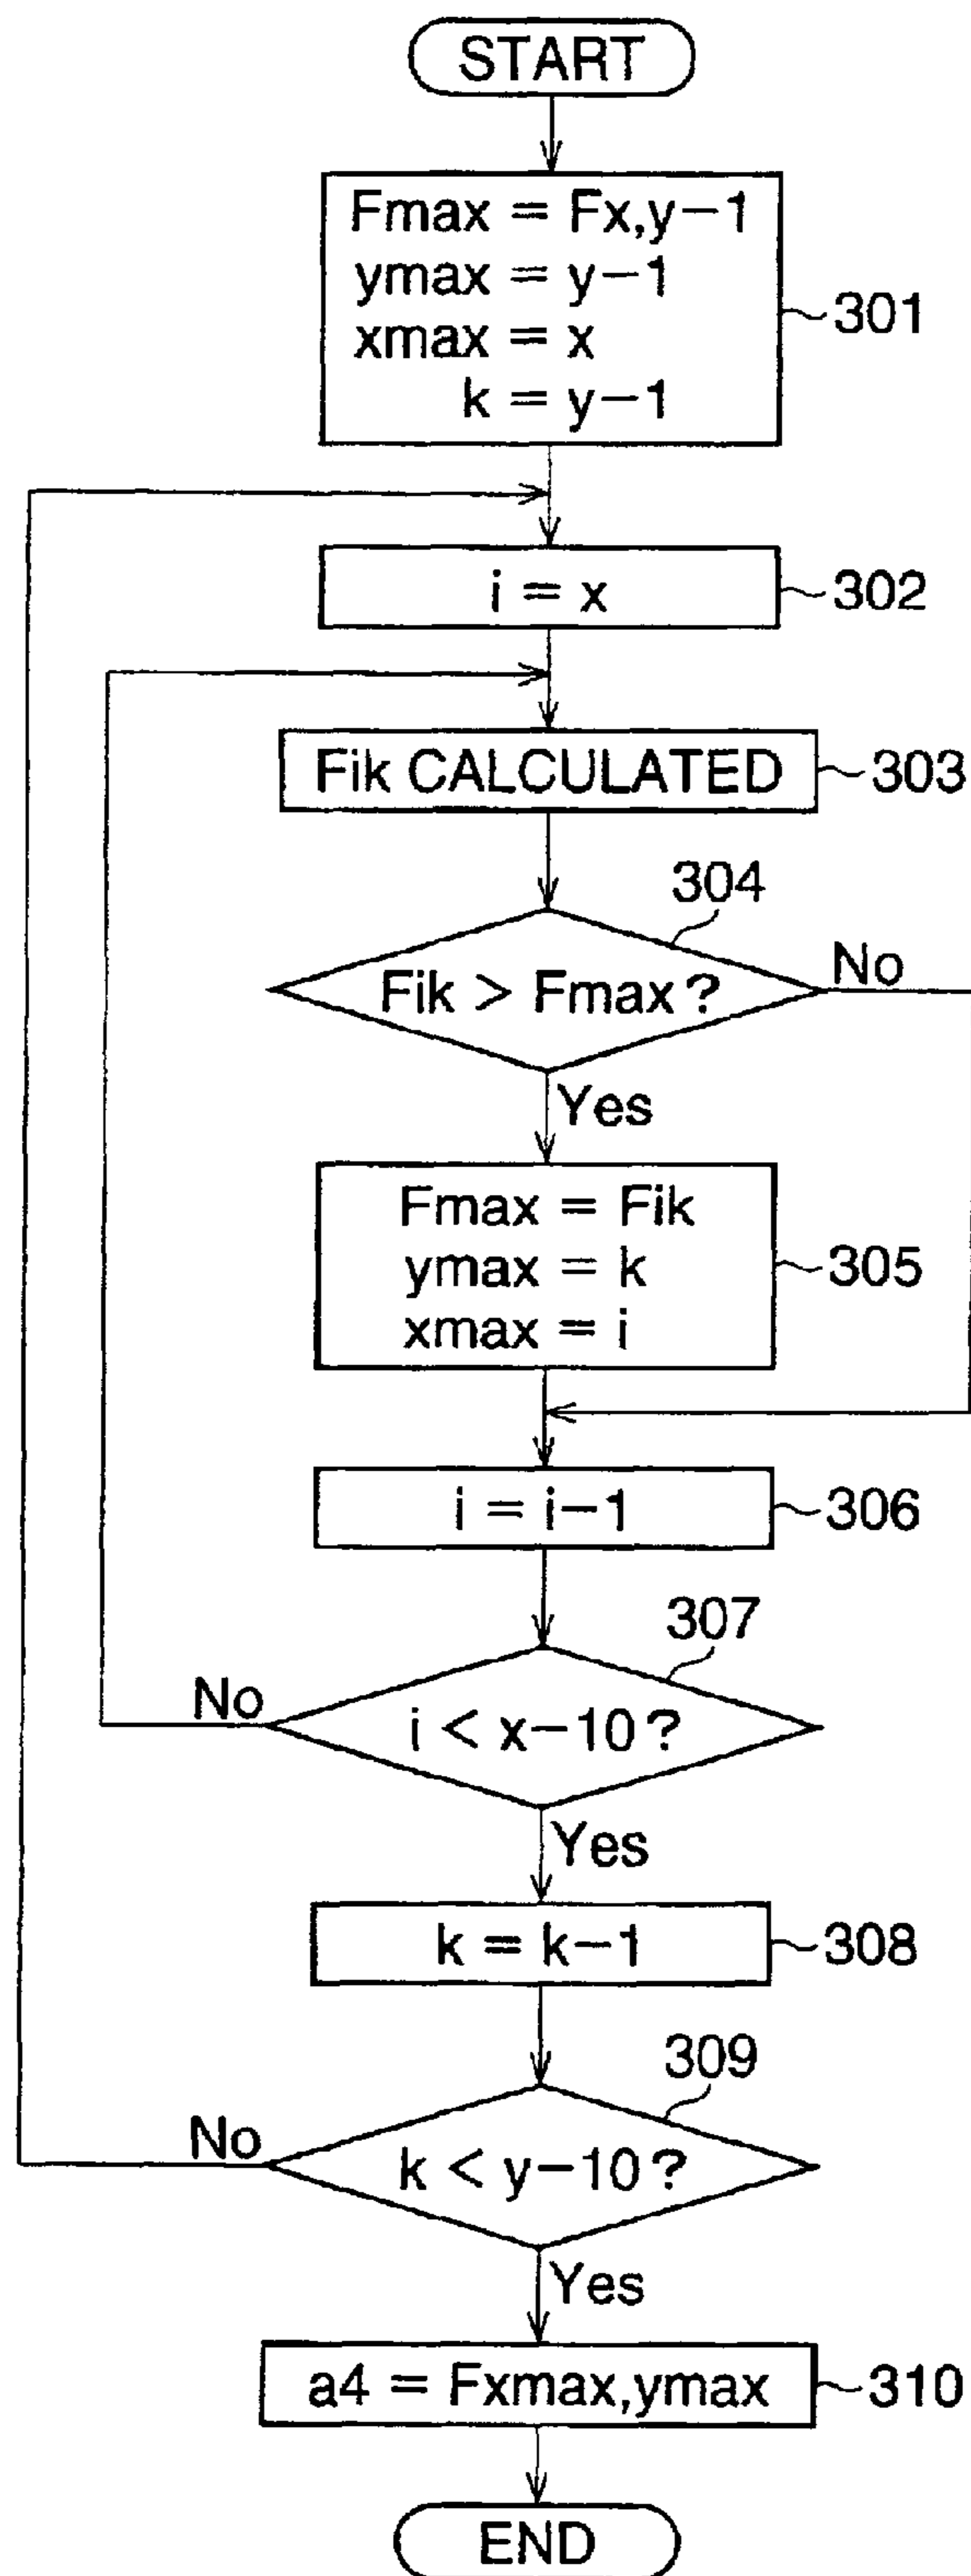 START
Fmax = Fx,y−1
ymax = y−1
xmax = x
k = y−1
301
i = x
302
Fik CALCULATED
303
304
Fik > Fmax?
No
Yes
Fmax = Fik
ymax = k
xmax = i
305
i = i−1
306
307
No
i < x−10?
Yes
k = k−1
308
309
No
k < y−10?
Yes
a4 = Fxmax,ymax
310
END